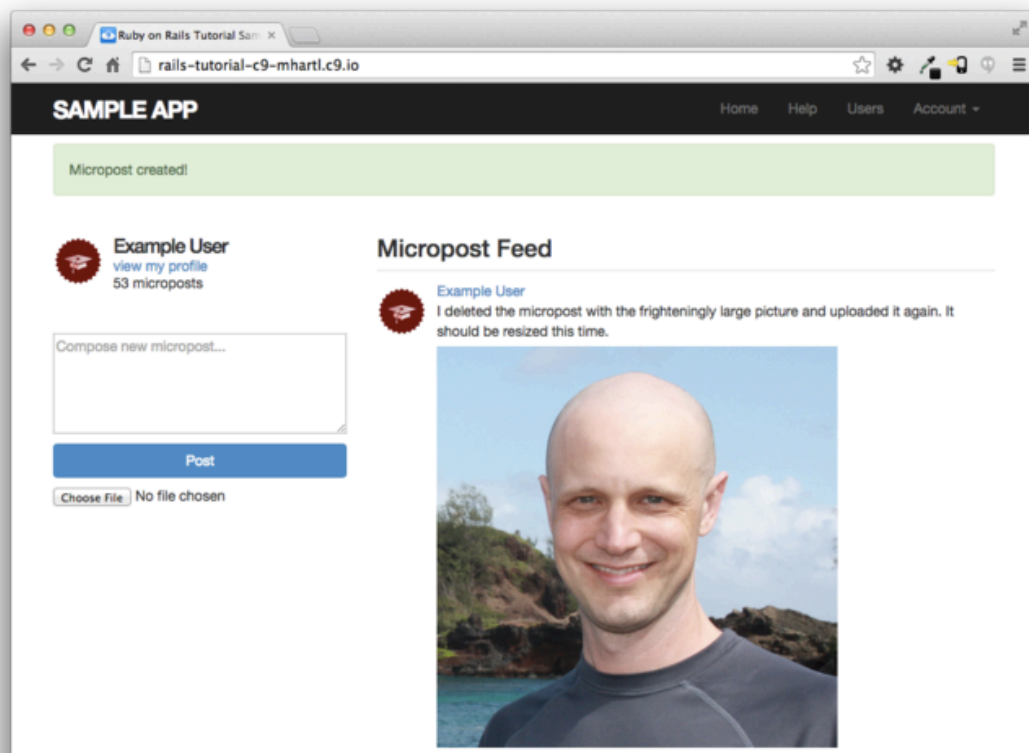 Ruby on Rails Tutorial Sam
rails-tutorial-c9-mhartl.c9.io
SAMPLE APP
Home Help Users Account
Micropost created!
Example User
view my profile
53 microposts
Compose new micropost...
Post
Choose File No file chosen
Micropost Feed
Example User
I deleted the micropost with the frighteningly large picture and uploaded it again. It
should be resized this time.